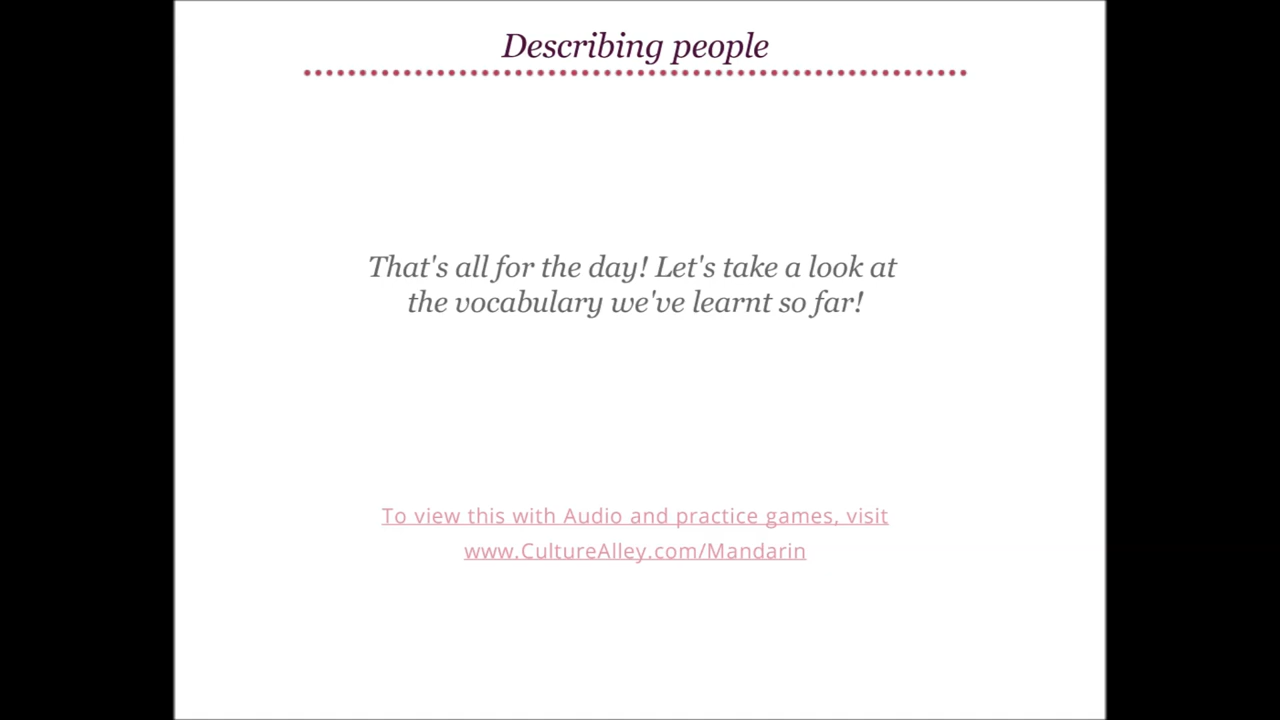 Describing people
That's all for the day! Let's take a look at
the vocabulary we've learnt so far!
To view this with Audio and practice games, visit
www.CultureAlley.com/Mandarin